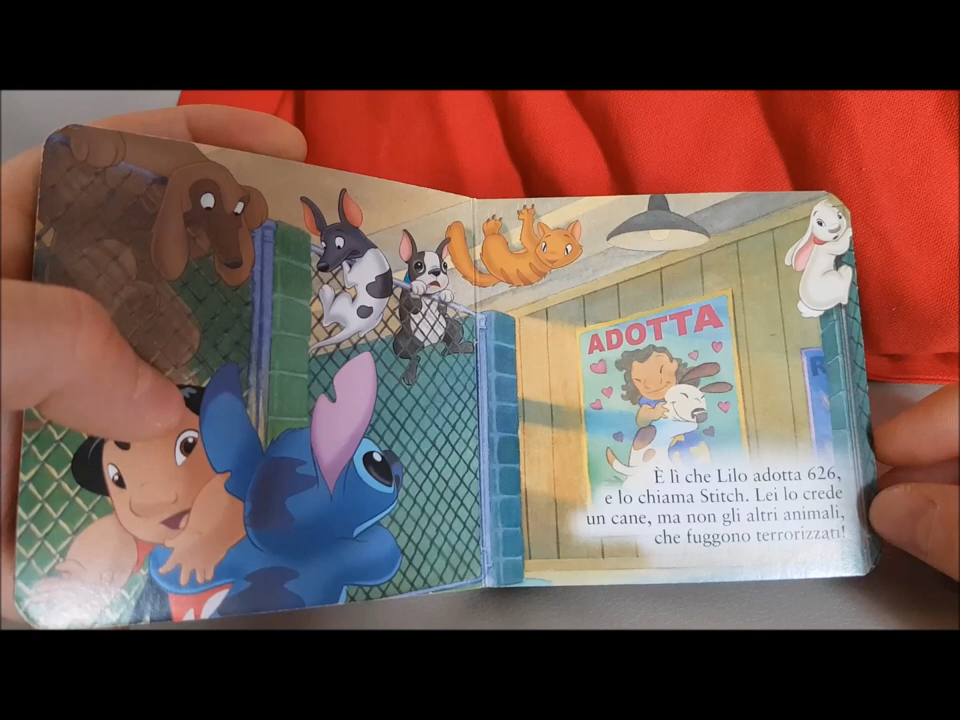 ADOTTA
R
È lì che Lilo adotta 626,
e lo chiama Stitch. Lei lo crede
un cane, ma non gli altri animali,
che fuggono terrorizzati!